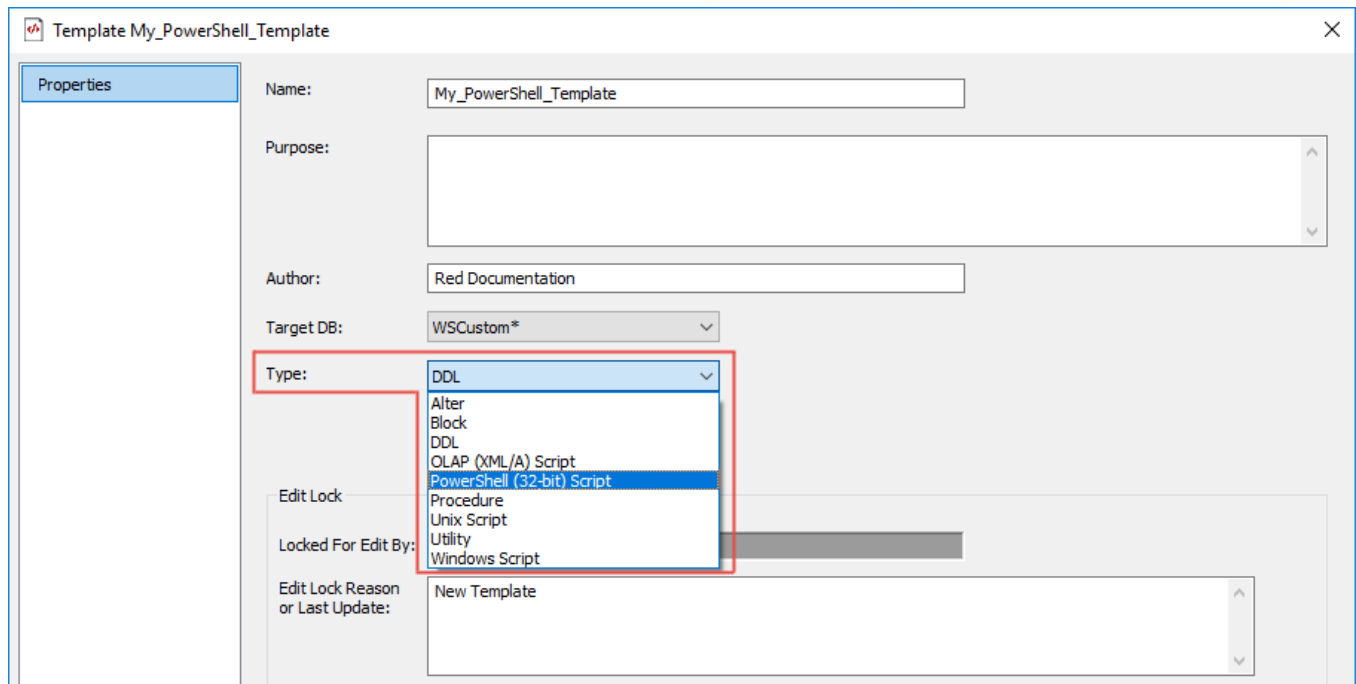 Template My_PowerShell_Template
Properties
Name:
My_PowerShell_Template
Purpose:
Author:
Red Documentation
Target DB:
WSCustom*
Type:
DDL
Alter
Block
DDL
OLAP (XML/A) Script
PowerShell (32-bit) Script
Procedure
Unix Script
Utility
Windows Script
Edit Lock
Locked For Edit By:
Edit Lock Reason
or Last Update:
New Template